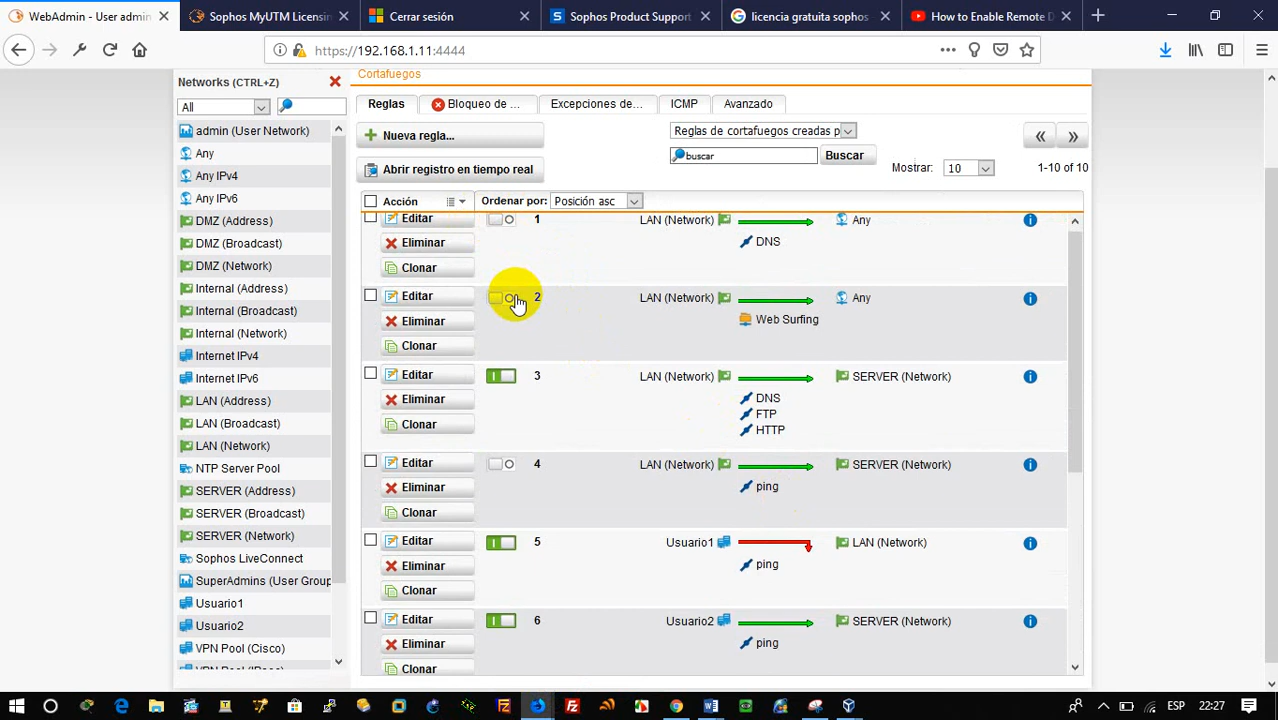 WebAdmin - User admin:
Sophos MyUTM Licensin
Cerrar sesión
Sophos Product Support
licencia gratuita sophos
How to Enable Remote D
https://192.168.1.11:4444
Networks (CTRL+Z)
All
admin (User Network)
Any
Any IPv4
Any IPv6
DMZ (Address)
DMZ (Broadcast)
DMZ (Network)
Internal (Address)
Internal (Broadcast)
Internal (Network)
Internet IPv4
Internet IPv6
LAN (Address)
LAN (Broadcast)
LAN (Network)
NTP Server Pool
SERVER (Address)
SERVER (Broadcast)
SERVER (Network)
Sophos LiveConnect
SuperAdmins (User Group
Usuario1
Usuario2
VPN Pool (Cisco)
Cortafuegos
Reglas
Bloqueo de ...
Excepciones de...
ICMP
Avanzado
Nueva regla...
Reglas de cortafuegos creadas p
buscar
Buscar
Abrir registro en tiempo real
Mostrar: 10
1-10 of 10
Acción
Ordenar por: Posición asc
Editar 1 LAN (Network) Any
Eliminar DNS
Clonar
Editar 2 LAN (Network) Any
Eliminar Web Surfing
Clonar
Editar 3 LAN (Network) SERVER (Network)
Eliminar DNS
FTP
Clonar HTTP
Editar 4 LAN (Network) SERVER (Network)
Eliminar ping
Clonar
Editar 5 Usuario1 LAN (Network)
Eliminar ping
Clonar
Editar 6 Usuario2 SERVER (Network)
Eliminar ping
Clonar
ESP 22:27